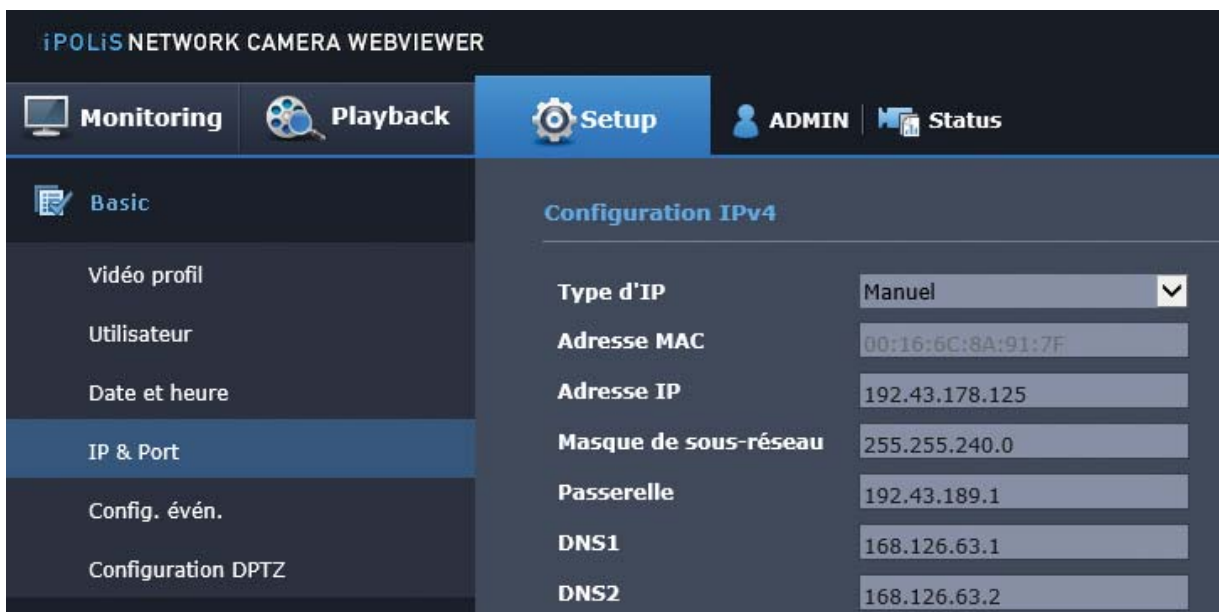 iPOLiS NETWORK CAMERA WEBVIEWER
Monitoring Playback Setup ADMIN Status
Basic
Vidéo profil
Utilisateur
Date et heure
IP & Port
Config. évén.
Configuration DPTZ
Configuration IPv4
Type d'IP Manuel
Adresse MAC 00:16:6C:8A:91:7F
Adresse IP 192.43.178.125
Masque de sous-réseau 255.255.240.0
Passerelle 192.43.189.1
DNS1 168.126.63.1
DNS2 168.126.63.2